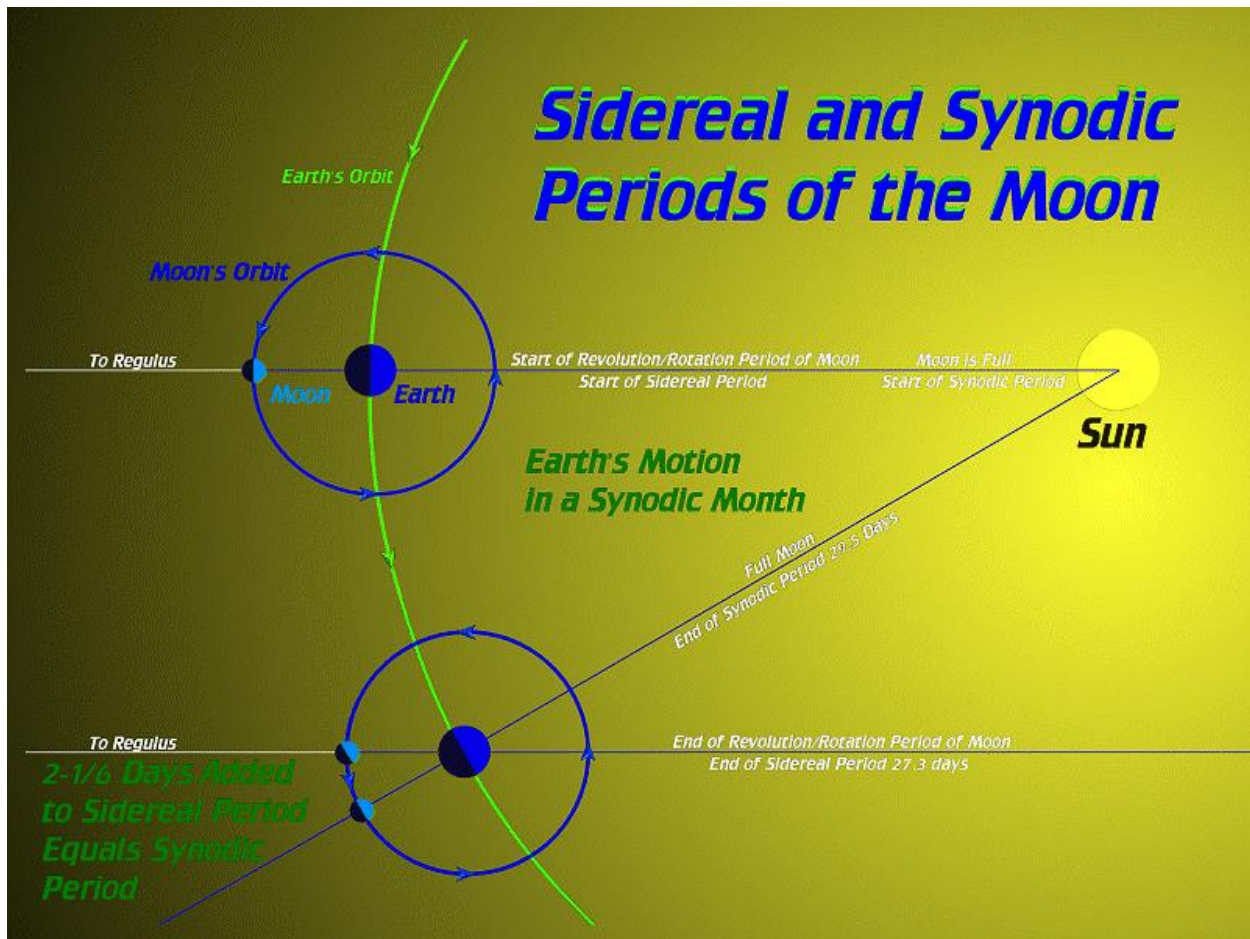 Sidereal and Synodic
Periods of the Moon
Earth's Orbit
Moon's Orbit
To Regulus
Start of Revolution/Rotation Period of Moon
Start of Sidereal Period
Moon is Full
Start of Synodic Period
Moon
Earth
Sun
Earth's Motion
in a Synodic Month
Full Moon
End of Synodic Period 29.5 Days
To Regulus
End of Revolution/Rotation Period of Moon
End of Sidereal Period 27.3 days
2-1/6 Days Added
to Sidereal Period
Equals Synodic
Period